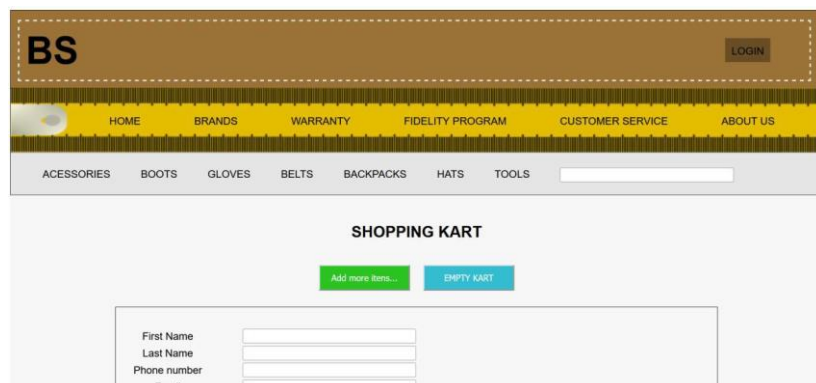 BS
LOGIN
HOME BRANDS WARRANTY FIDELITY PROGRAM CUSTOMER SERVICE ABOUT US
ACESSORIES BOOTS GLOVES BELTS BACKPACKS HATS TOOLS
SHOPPING KART
Add more itens... EMPTY KART
First Name
Last Name
Phone number